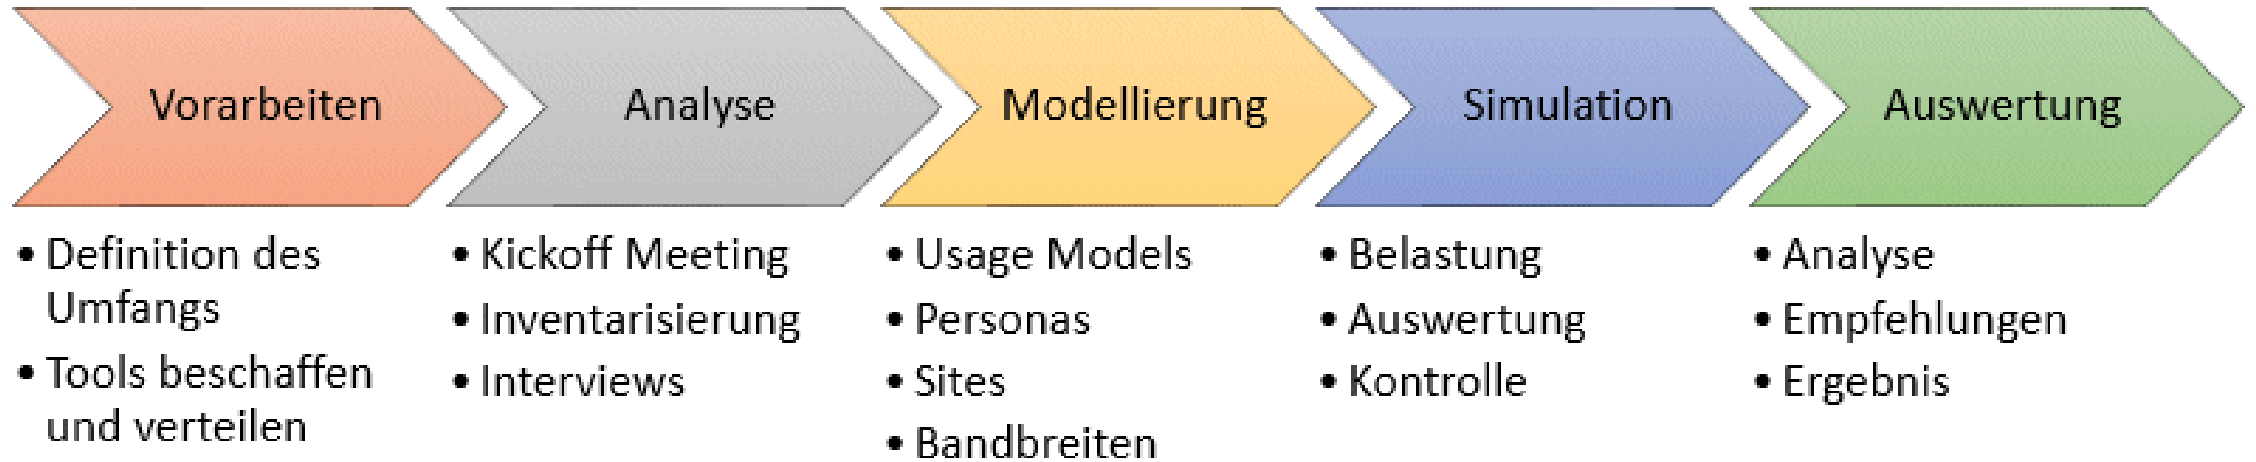 Vorarbeiten
Analyse
Modellierung
Simulation
Auswertung
• Definition des
Umfangs
• Tools beschaffen
und verteilen
• Kickoff Meeting
• Inventarisierung
• Interviews
• Usage Models
• Personas
• Sites
• Bandbreiten
• Belastung
• Auswertung
• Kontrolle
• Analyse
• Empfehlungen
• Ergebnis